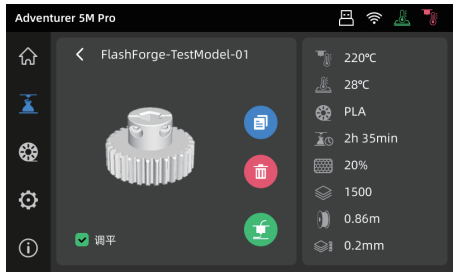 Adventurer 5M Pro
FlashForge-TestModel-01
调平
220℃
28℃
PLA
2h 35min
20%
1500
0.86m
0.2mm